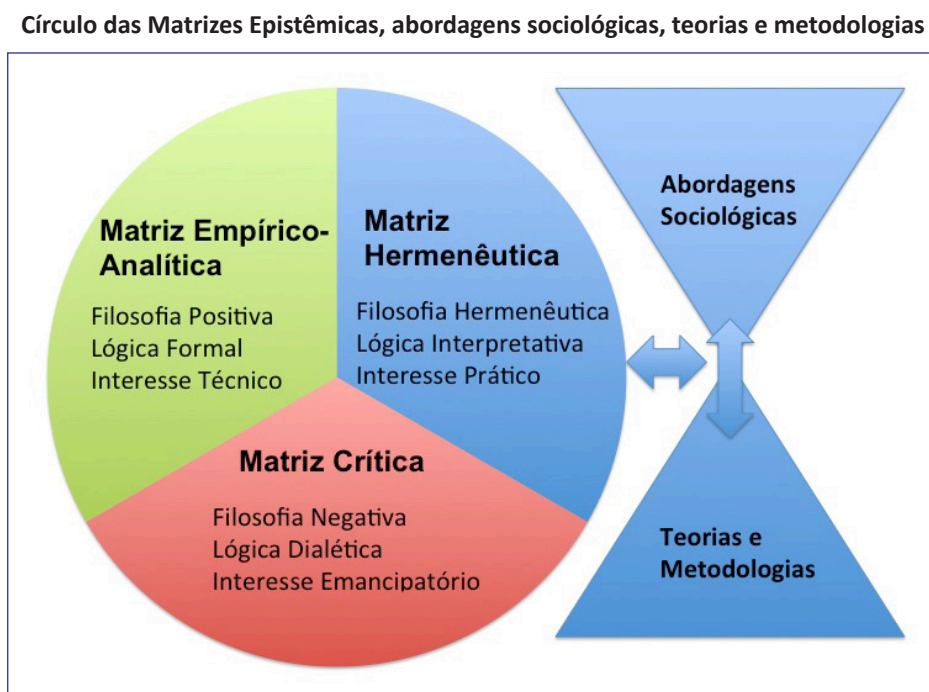 Círculo das Matrizes Epistêmicas, abordagens sociológicas, teorias e metodologias
Matriz Empírico-
Analítica
Filosofia Positiva
Lógica Formal
Interesse Técnico
Matriz
Hermenêutica
Filosofia Hermenêutica
Lógica Interpretativa
Interesse Prático
Matriz Crítica
Filosofia Negativa
Lógica Dialética
Interesse Emancipatório
Abordagens
Sociológicas
Teorias e
Metodologias